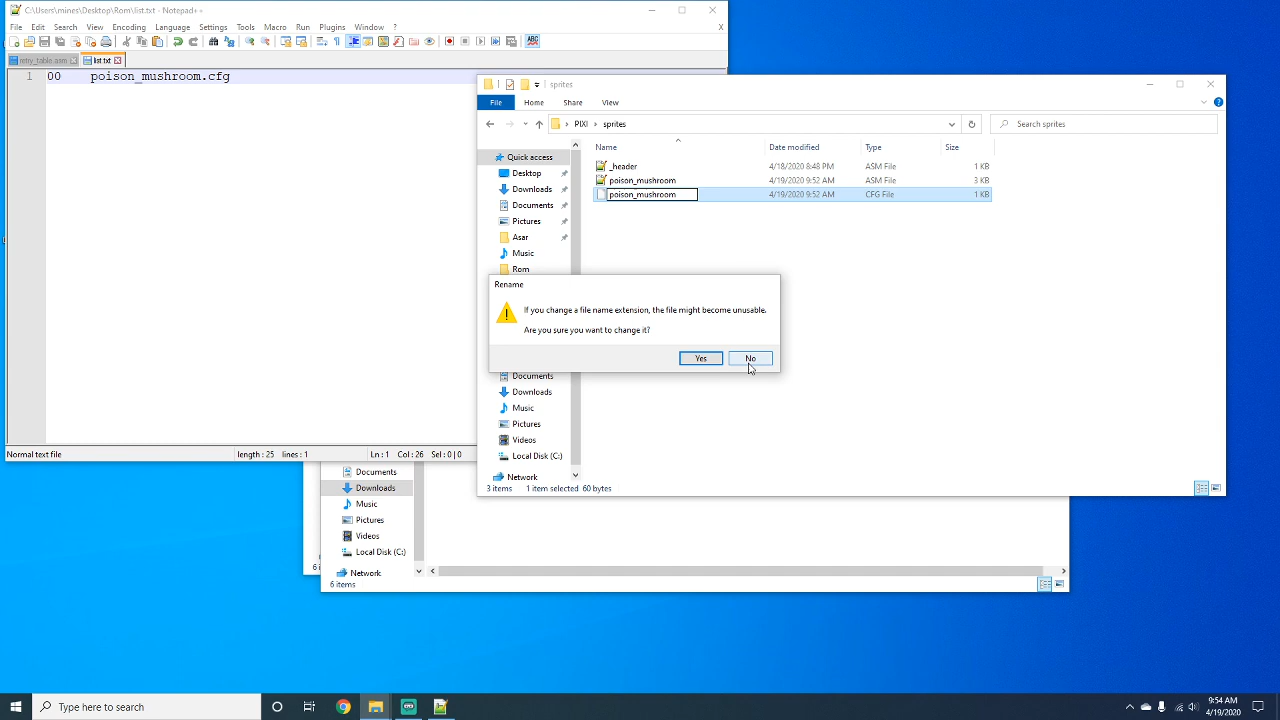 C:\Users\mines\Desktop\Rom\list.txt - Notepad++
File Edit Search View Encoding Language Settings Tools Macro Run Plugins Window ? X
retry_table.asm list.txt
1 00 poison_mushroom.cfg
Normal text file length : 25 lines : 1 Ln : 1 Col : 26 Sel : 0 | 0
sprites
File Home Share View
PIXI > sprites
Search sprites
Name Date modified Type Size
_header 4/18/2020 8:48 PM ASM File 1 KB
poison_mushroom 4/19/2020 9:52 AM ASM File 3 KB
poison_mushroom 4/19/2020 9:52 AM CFG File 1 KB
Quick access
Desktop
Downloads
Documents
Pictures
Asar
Music
Rom
Rename
If you change a file name extension, the file might become unusable.
Are you sure you want to change it?
Yes No
Documents
Downloads
Music
Pictures
Videos
Local Disk (C:)
Network
3 items 1 item selected 60 bytes
Documents
Downloads
Music
Pictures
Videos
Local Disk (C:)
Network
6 items
Type here to search
9:54 AM
4/19/2020